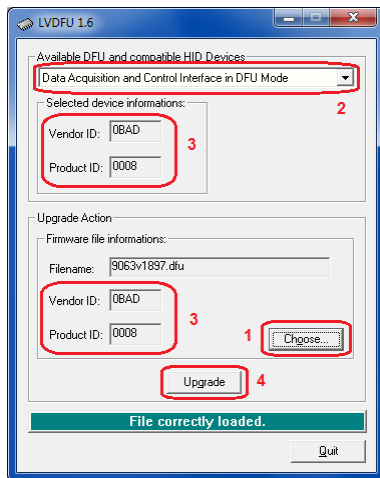 LVDFU 1.6
Available DFU and compatible HID Devices
Data Acquisition and Control Interface in DFU Mode
2
Selected device informations:
Vendor ID: 0BAD
3
Product ID: 0008
Upgrade Action
Firmware file informations:
Filename: 9063v1897.dfu
Vendor ID: 0BAD
3
Product ID: 0008
1 Choose...
Upgrade 4
File correctly loaded.
Quit